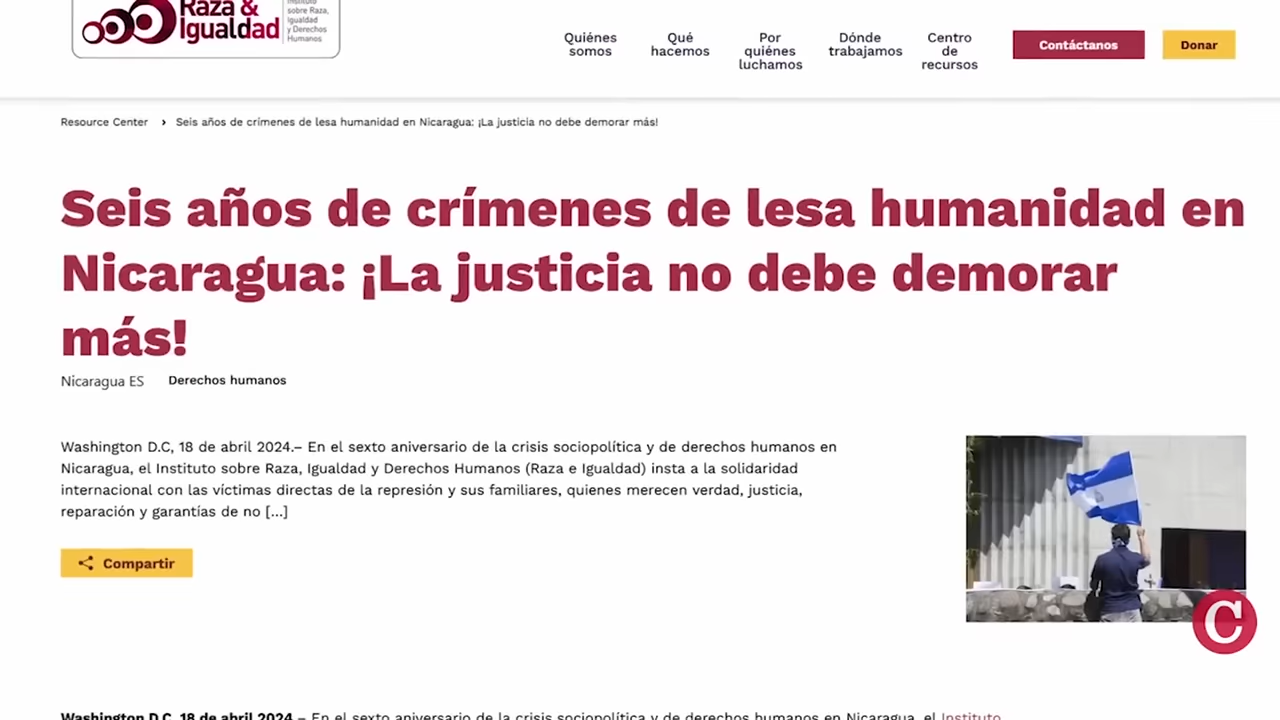 Raza &
Igualdad
Instituto
sobre Raza,
Igualdad
y Derechos
Humanos
Quiénes
somos
Qué
hacemos
Por
quiénes
luchamos
Dónde
trabajamos
Centro
de
recursos
Contáctanos
Donar
Resource Center › Seis años de crímenes de lesa humanidad en Nicaragua: ¡La justicia no debe demorar más!
Seis años de crímenes de lesa humanidad en
Nicaragua: ¡La justicia no debe demorar
más!
Nicaragua ES Derechos humanos
Washington D.C, 18 de abril 2024.– En el sexto aniversario de la crisis sociopolítica y de derechos humanos en
Nicaragua, el Instituto sobre Raza, Igualdad y Derechos Humanos (Raza e Igualdad) insta a la solidaridad
internacional con las víctimas directas de la represión y sus familiares, quienes merecen verdad, justicia,
reparación y garantías de no [...]
Compartir
C
Washington D.C, 18 de abril 2024.– En el sexto aniversario de la crisis sociopolítica y de derechos humanos en Nicaragua, el Instituto